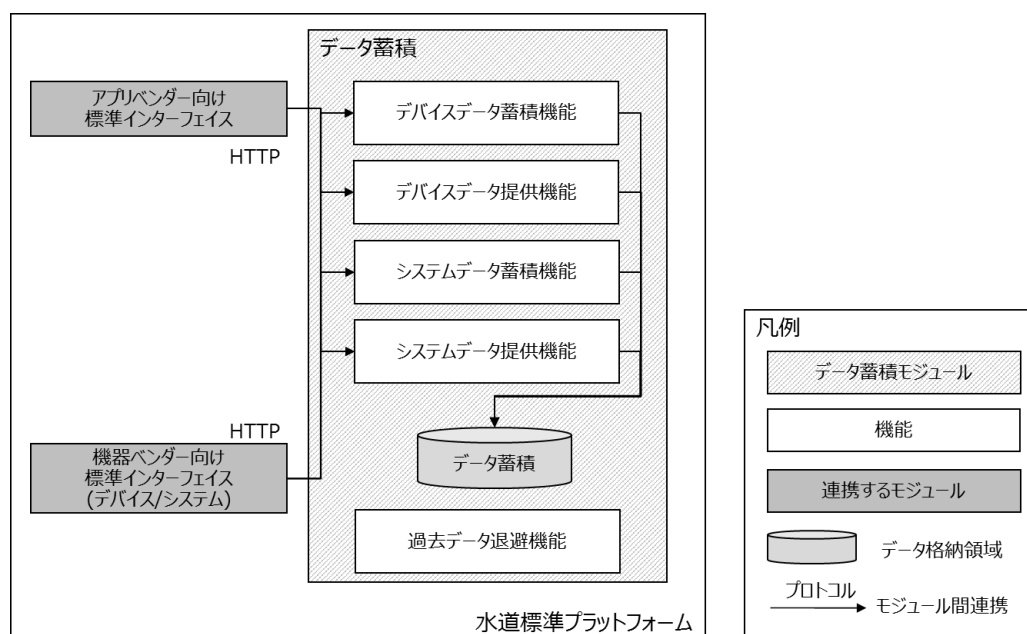 データ蓄積
アプリベンダー向け
標準インターフェイス
HTTP
デバイスデータ蓄積機能
デバイスデータ提供機能
システムデータ蓄積機能
システムデータ提供機能
HTTP
機器ベンダー向け
標準インターフェイス
(デバイス/システム)
データ蓄積
過去データ退避機能
水道標準プラットフォーム
凡例
データ蓄積モジュール
機能
連携するモジュール
データ格納領域
プロトコル
モジュール間連携